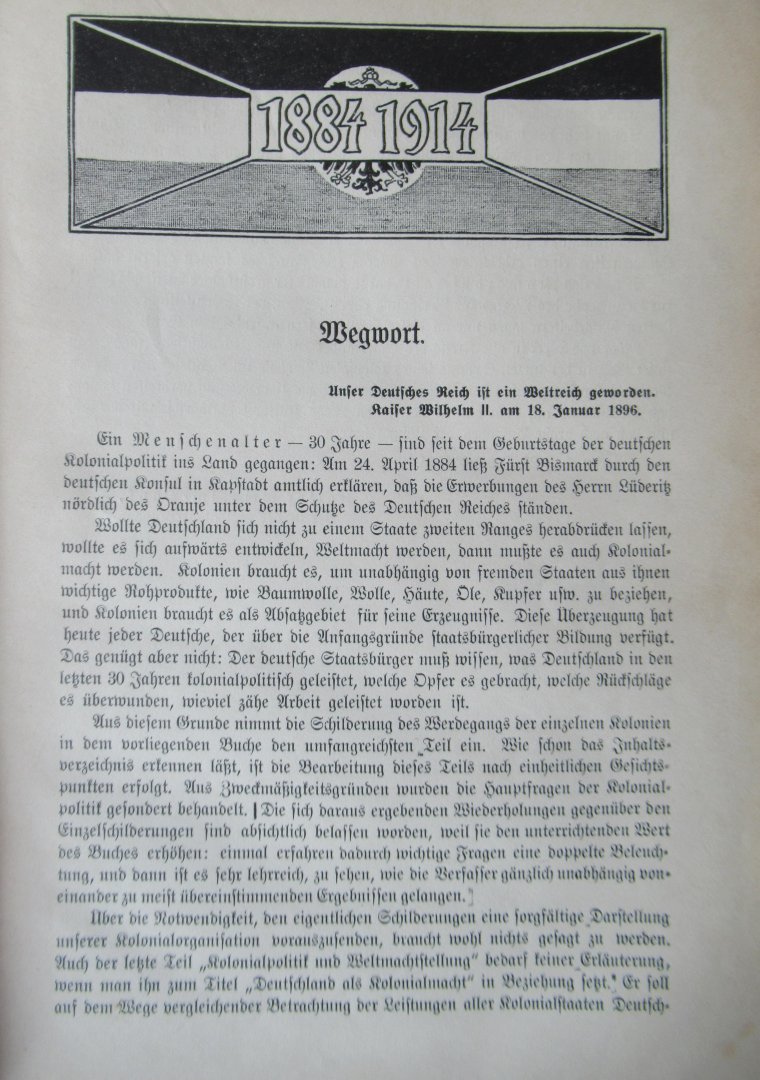 1884 1914
Wegwort.
Unser Deutsches Reich ist ein Weltreich geworden.
Kaiser Wilhelm II. am 18. Januar 1896.
Ein Menschenalter — 30 Jahre — sind seit dem Geburtstage der deutschen
Kolonialpolitik ins Land gegangen: Am 24. April 1884 ließ Fürst Bismarck durch den
deutschen Konsul in Kapstadt amtlich erklären, daß die Erwerbungen des Herrn Lüderitz
nördlich des Oranje unter dem Schutze des Deutschen Reiches ständen.
Wollte Deutschland sich nicht zu einem Staate zweiten Ranges herabdrücken lassen,
wollte es sich aufwärts entwickeln, Weltmacht werden, dann mußte es auch Kolonial-
macht werden. Kolonien braucht es, um unabhängig von fremden Staaten aus ihnen
wichtige Rohprodukte, wie Baumwolle, Wolle, Häute, Öle, Kupfer usw. zu beziehen,
und Kolonien braucht es als Absatzgebiet für seine Erzeugnisse. Diese Überzeugung hat
heute jeder Deutsche, der über die Anfangsgründe staatsbürgerlicher Bildung verfügt.
Das genügt aber nicht: Der deutsche Staatsbürger muß wissen, was Deutschland in den
letzten 30 Jahren kolonialpolitisch geleistet, welche Opfer es gebracht, welche Rückschläge
es überwunden, wieviel zähe Arbeit geleistet worden ist.
Aus diesem Grunde nimmt die Schilderung des Werdegangs der einzelnen Kolonien
in dem vorliegenden Buche den umfangreichsten Teil ein. Wie schon das Inhalts-
verzeichnis erkennen läßt, ist die Bearbeitung dieses Teils nach einheitlichen Gesichts-
punkten erfolgt. Aus Zweckmäßigkeitsgründen wurden die Hauptfragen der Kolonial-
politik gesondert behandelt. Die sich daraus ergebenden Wiederholungen gegenüber den
Einzelschilderungen sind absichtlich belassen worden, weil sie den unterrichtenden Wert
des Buches erhöhen: einmal erfahren dadurch wichtige Fragen eine doppelte Beleuch-
tung, und dann ist es sehr lehrreich, zu sehen, wie die Verfasser gänzlich unabhängig von-
einander zu meist übereinstimmenden Ergebnissen gelangen.
Über die Notwendigkeit, den eigentlichen Schilderungen eine sorgfältige Darstellung
unserer Kolonialorganisation vorauszusenden, braucht wohl nichts gesagt zu werden.
Auch der letzte Teil „Kolonialpolitik und Weltmachtstellung“ bedarf keiner Erläuterung,
wenn man ihn zum Titel „Deutschland als Kolonialmacht“ in Beziehung setzt. Er soll
auf dem Wege vergleichender Betrachtung der Leistungen aller Kolonialstaaten Deutsch-